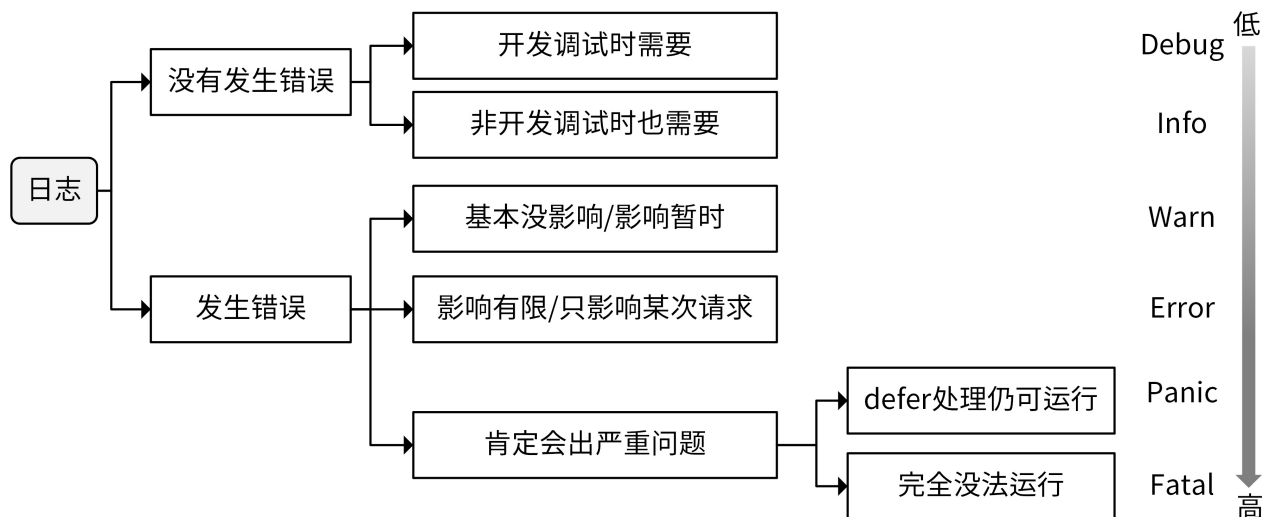 低
开发调试时需要
Debug
没有发生错误
非开发调试时也需要
Info
日志
基本没影响/影响暂时
Warn
发生错误
影响有限/只影响某次请求
Error
defer处理仍可运行
Panic
肯定会出严重问题
完全没法运行
Fatal
高